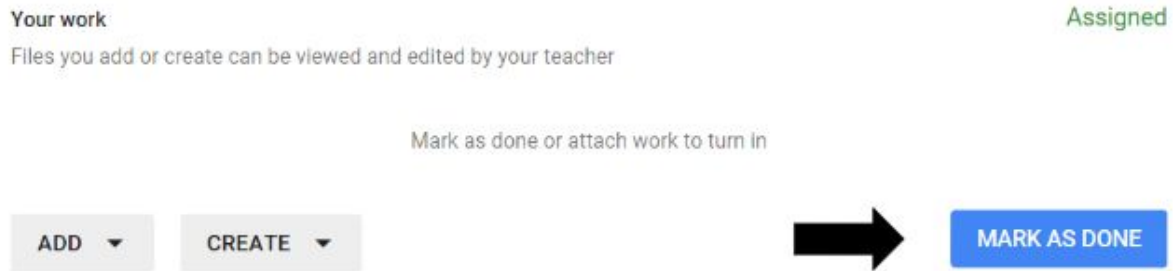 Your work
Assigned
Files you add or create can be viewed and edited by your teacher
Mark as done or attach work to turn in
ADD
CREATE
MARK AS DONE